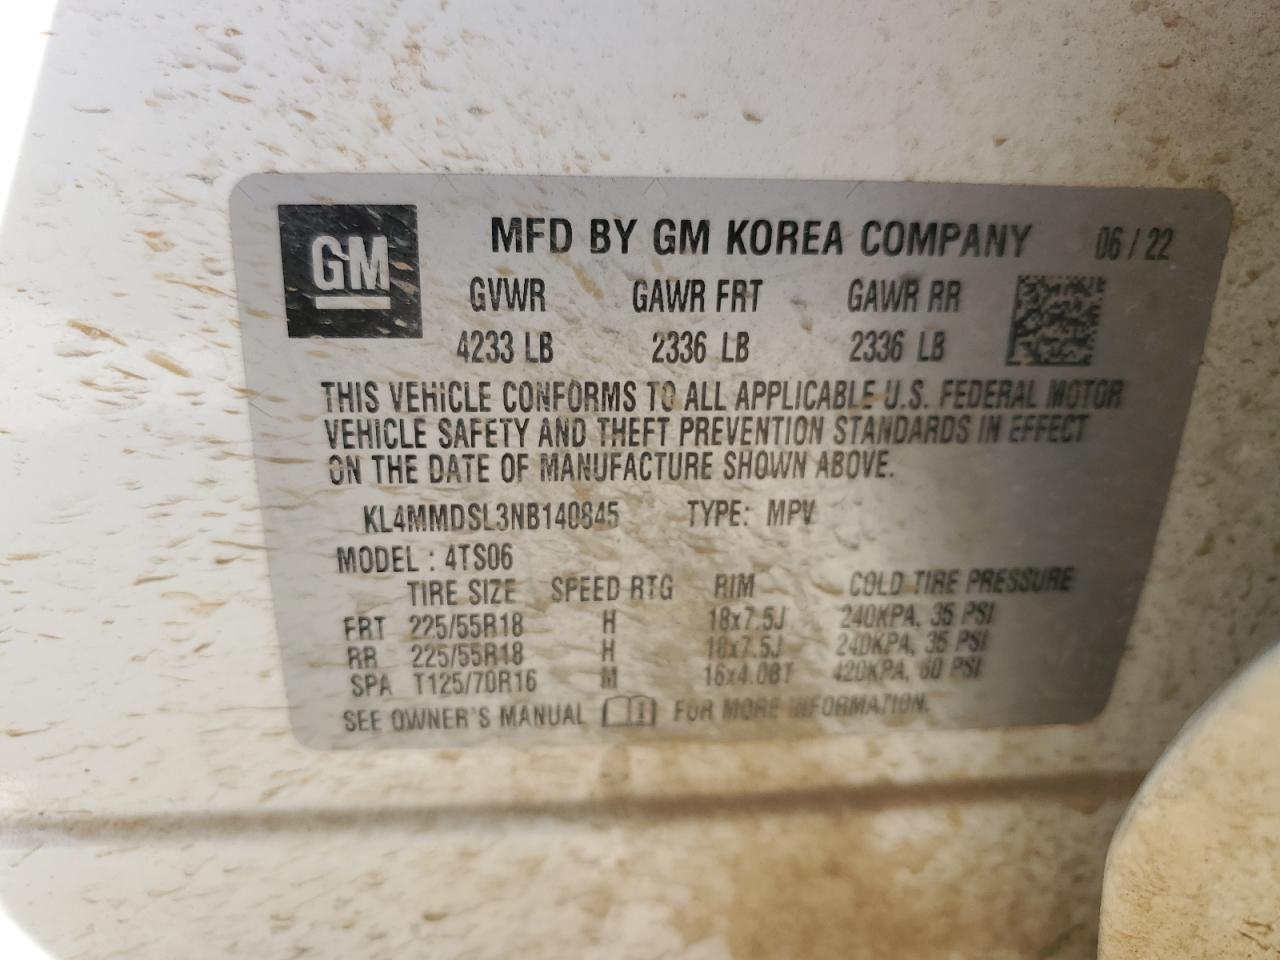 GM
MFD BY GM KOREA COMPANY 06/22
GVWR GAWR FRT GAWR RR
4233 LB 2336 LB 2336 LB
THIS VEHICLE CONFORMS TO ALL APPLICABLE U.S. FEDERAL MOTOR
VEHICLE SAFETY AND THEFT PREVENTION STANDARDS IN EFFECT
ON THE DATE OF MANUFACTURE SHOWN ABOVE.
KL4MMDSL3NB140845 TYPE: MPV
MODEL : 4TS06
TIRE SIZE SPEED RTG RIM COLD TIRE PRESSURE
FRT 225/55R18 H 18x7.5J 240KPA, 35 PSI
RR 225/55R18 H 18x7.5J 240KPA, 35 PSI
SPA T125/70R16 M 16x4.0BT 420KPA, 60 PSI
SEE OWNER'S MANUAL FOR MORE INFORMATION.